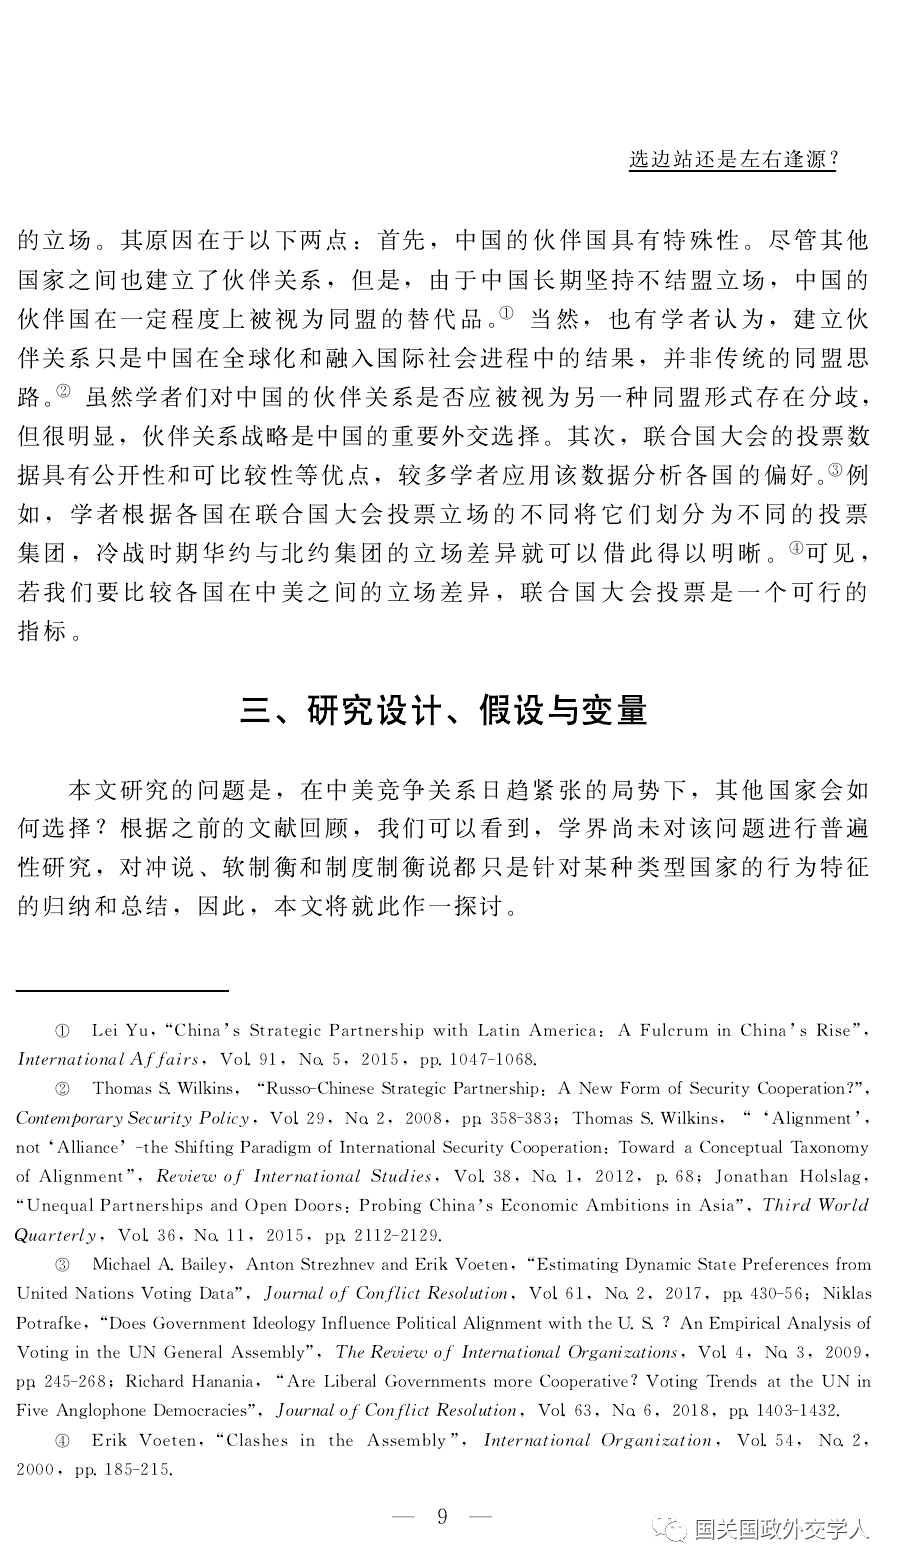 选边站还是左右逢源？
的立场。其原因在于以下两点：首先，中国的伙伴国具有特殊性。尽管其他
国家之间也建立了伙伴关系，但是，由于中国长期坚持不结盟立场，中国的
伙伴国在一定程度上被视为同盟的替代品。① 当然，也有学者认为，建立伙
伴关系只是中国在全球化和融入国际社会进程中的结果，并非传统的同盟思
路。② 虽然学者们对中国的伙伴关系是否应被视为另一种同盟形式存在分歧，
但很明显，伙伴关系战略是中国的重要外交选择。其次，联合国大会的投票数
据具有公开性和可比较性等优点，较多学者应用该数据分析各国的偏好。③例
如，学者根据各国在联合国大会投票立场的不同将它们划分为不同的投票
集团，冷战时期华约与北约集团的立场差异就可以借此得以明晰。④可见，
若我们要比较各国在中美之间的立场差异，联合国大会投票是一个可行的
指标。
三、研究设计、假设与变量
本文研究的问题是，在中美竞争关系日趋紧张的局势下，其他国家会如
何选择？根据之前的文献回顾，我们可以看到，学界尚未对该问题进行普遍
性研究，对冲说、软制衡和制度制衡说都只是针对某种类型国家的行为特征
的归纳和总结，因此，本文将就此作一探讨。
① Lei Yu，“China’s Strategic Partnership with Latin America：A Fulcrum in China’s Rise”，
International Affairs，Vol. 91，No. 5，2015，pp. 1047-1068.
② Thomas S. Wilkins，“Russo-Chinese Strategic Partnership：A New Form of Security Cooperation?”，
Contemporary Security Policy，Vol. 29，No. 2，2008，pp. 358-383；Thomas S. Wilkins，“‘Alignment’，
not ‘Alliance’-the Shifting Paradigm of International Security Cooperation：Toward a Conceptual Taxonomy
of Alignment”，Review of International Studies，Vol. 38，No. 1，2012，p. 68；Jonathan Holslag，
“Unequal Partnerships and Open Doors：Probing China’s Economic Ambitions in Asia”，Third World
Quarterly，Vol. 36，No. 11，2015，pp. 2112-2129.
③ Michael A. Bailey，Anton Strezhnev and Erik Voeten，“Estimating Dynamic State Preferences from
United Nations Voting Data”，Journal of Conflict Resolution，Vol. 61，No. 2，2017，pp. 430-56；Niklas
Potrafke，“Does Government Ideology Influence Political Alignment with the U. S.？An Empirical Analysis of
Voting in the UN General Assembly”，The Review of International Organizations，Vol. 4，No. 3，2009，
pp. 245-268；Richard Hanania，“Are Liberal Governments more Cooperative？Voting Trends at the UN in
Five Anglophone Democracies”，Journal of Conflict Resolution，Vol. 63，No. 6，2018，pp. 1403-1432.
④ Erik Voeten，“Clashes in the Assembly”，International Organization，Vol. 54，No. 2，
2000，pp. 185-215.
— 9 —
国关国政外交学人